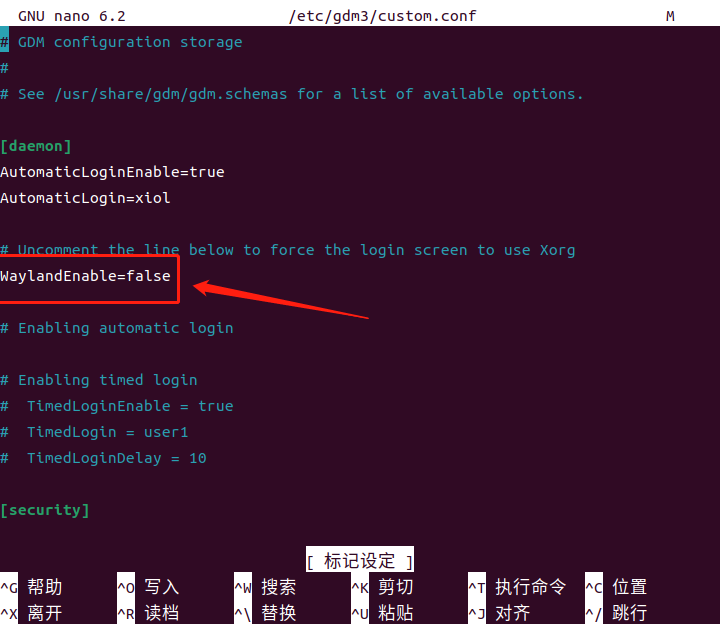 GNU nano 6.2 /etc/gdm3/custom.conf M
# GDM configuration storage
#
# See /usr/share/gdm/gdm.schemas for a list of available options.
[daemon]
AutomaticLoginEnable=true
AutomaticLogin=xiol
# Uncomment the line below to force the login screen to use Xorg
WaylandEnable=false
# Enabling automatic login
# Enabling timed login
#  TimedLoginEnable = true
#  TimedLogin = user1
#  TimedLoginDelay = 10
[security]
[ 标记设定 ]
^G 帮助 ^O 写入 ^W 搜索 ^K 剪切 ^T 执行命令 ^C 位置
^X 离开 ^R 读档 ^\ 替换 ^U 粘贴 ^J 对齐 ^/ 跳行